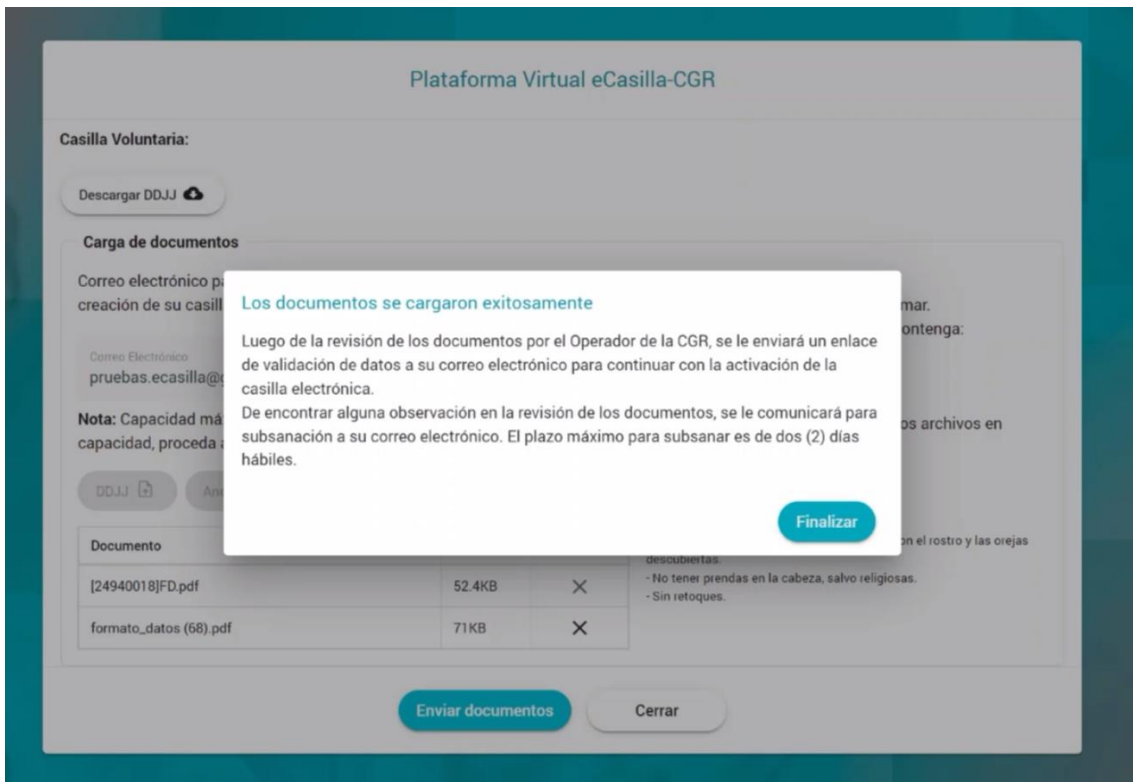 Plataforma Virtual eCasilla-CGR
Casilla Voluntaria:
Descargar DDJJ
Carga de documentos
Correo electrónico
creación de su
mar.
ontenga:
Correo Electrónico
pruebas.ecasilla@
Nota: Capacidad
os archivos en
capacidad, proceda
DDJJ
Los documentos se cargaron exitosamente
Luego de la revisión de los documentos por el Operador de la CGR, se le enviará un enlace
de validación de datos a su correo electrónico para continuar con la activación de la
casilla electrónica.
De encontrar alguna observación en la revisión de los documentos, se le comunicará para
subsanación a su correo electrónico. El plazo máximo para subsanar es de dos (2) días
hábiles.
Finalizar
Documento
el rostro y las orejas
descubiertas.
[24940018]FD.pdf 52.4KB
- No tener prendas en la cabeza, salvo religiosas.
- Sin retoques.
formato_datos (68).pdf 71KB
Enviar documentos
Cerrar